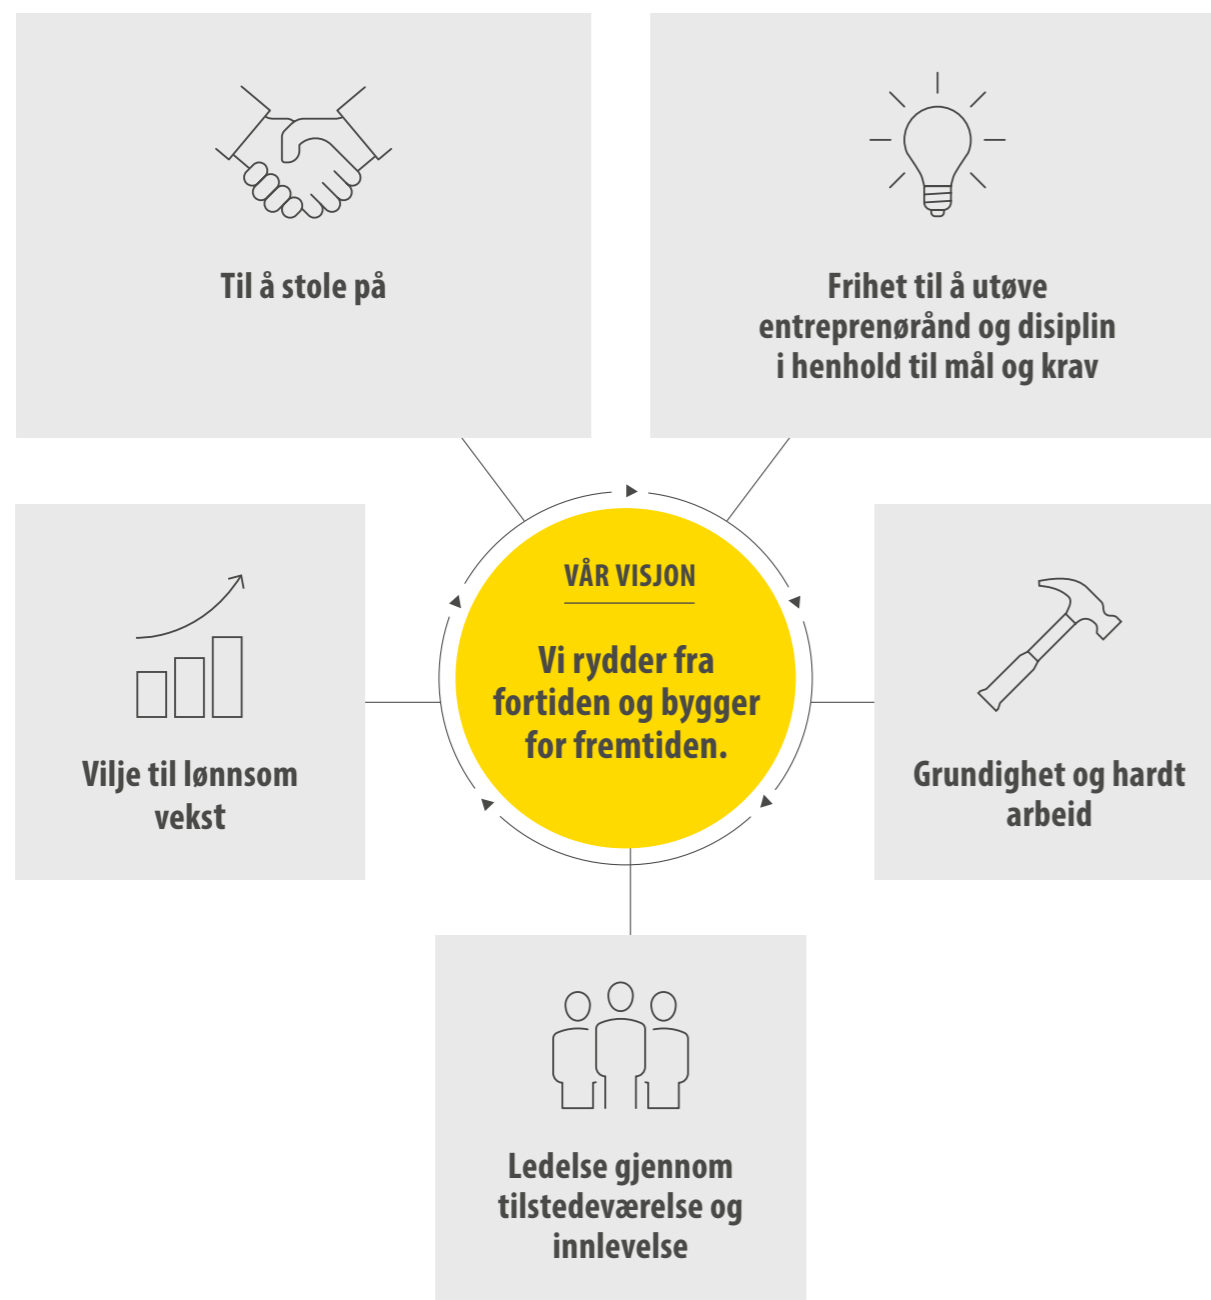 Til å stole på
Frihet til å utøve
entreprenørånd og disiplin
i henhold til mål og krav
VÅR VISJON
Vi rydder fra
fortiden og bygger
for fremtiden.
Vilje til lønnsom
vekst
Grundighet og hardt
arbeid
Ledelse gjennom
tilstedeværelse og
innlevelse